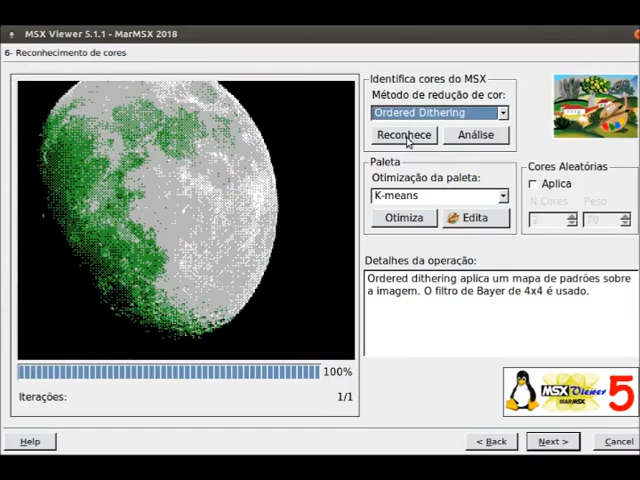 MSX Viewer 5.1.1 - MarMSX 2018
6- Reconhecimento de cores
Identifica cores do MSX
Método de redução de cor:
Ordered Dithering
Reconhece
Análise
Paleta
Otimização da paleta:
K-means
Otimiza
Edita
Cores Aleatórias
Aplica
N Cores
Peso
2
70
Detalhes da operação:
Ordered dithering aplica um mapa de padrões sobre
a imagem. O filtro de Bayer de 4x4 é usado.
100%
Iterações:
1/1
MSX Viewer 5
MARMSX
Help
< Back
Next >
Cancel